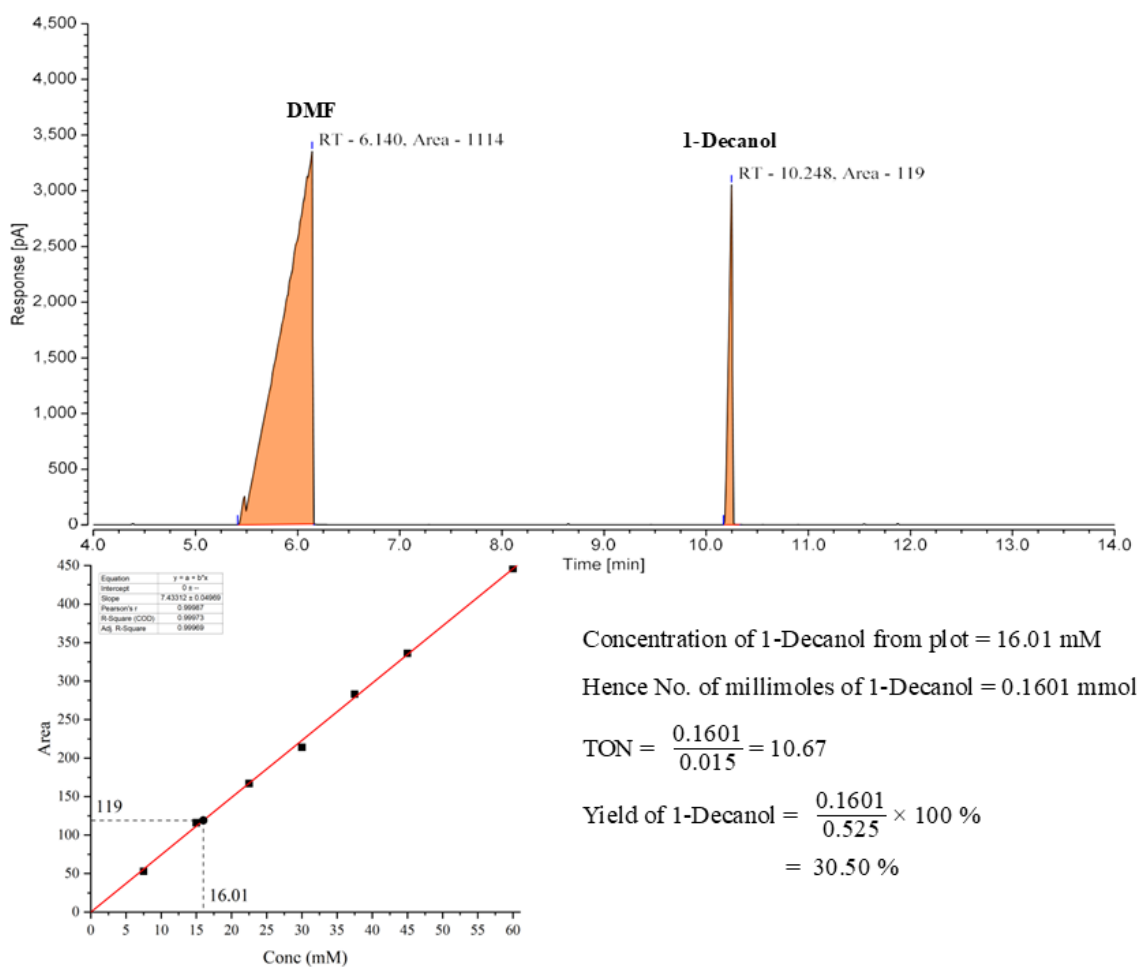 4,500
4,000
3,500
3,000
2,500
2,000
1,500
1,000
500
0
Response [pA]
DMF
RT - 6.140, Area - 1114
1-Decanol
RT - 10.248, Area - 119
4.0 5.0 6.0 7.0 8.0 9.0 10.0 11.0 12.0 13.0 14.0
Time [min]
450
400
350
300
250
200
150
100
50
0
Area
Equation y = a + b*x
Intercept 0 ± --
Slope 7.43312 ± 0.04969
Pearson's r 0.99987
R-Square (COD) 0.99973
Adj. R-Square 0.99969
119
16.01
0 5 10 15 20 25 30 35 40 45 50 55 60
Conc (mM)
Concentration of 1-Decanol from plot = 16.01 mM
Hence No. of millimoles of 1-Decanol = 0.1601 mmol
TON = 0.1601 / 0.015 = 10.67
Yield of 1-Decanol = 0.1601 / 0.525 × 100 %
= 30.50 %